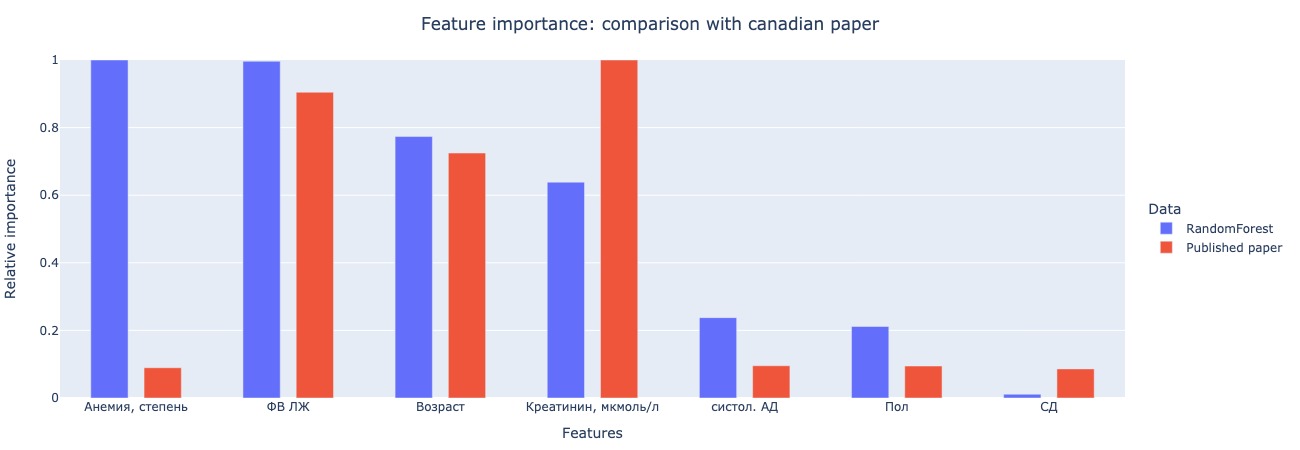 Feature importance: comparison with canadian paper
Relative importance
1
0.8
0.6
0.4
0.2
0
Анемия, степень
ФВ ЛЖ
Возраст
Креатинин, мкмоль/л
систол. АД
Пол
СД
Features
Data
RandomForest
Published paper